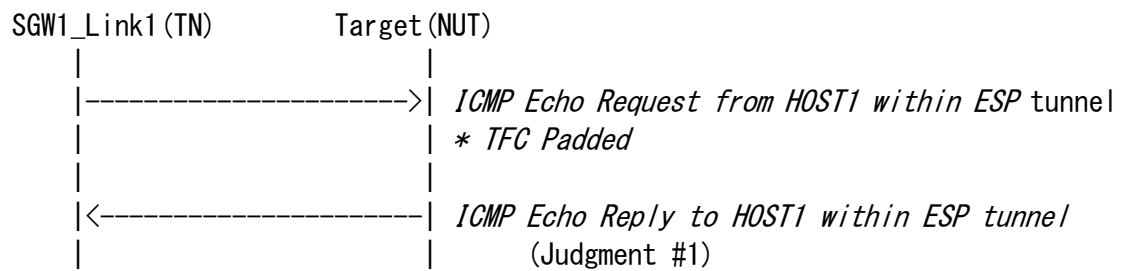 SGW1_Link1(TN) Target(NUT)
| |
|---------------------->| ICMP Echo Request from HOST1 within ESP tunnel
| | * TFC Padded
| |
|<----------------------| ICMP Echo Reply to HOST1 within ESP tunnel
| | (Judgment #1)